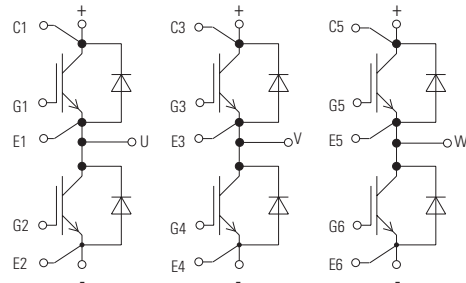 + + +
C1 C3 C5
G1 G3 G5
E1 U E3 V E5 W
G2 G4 G6
E2 E4 E6
- - -